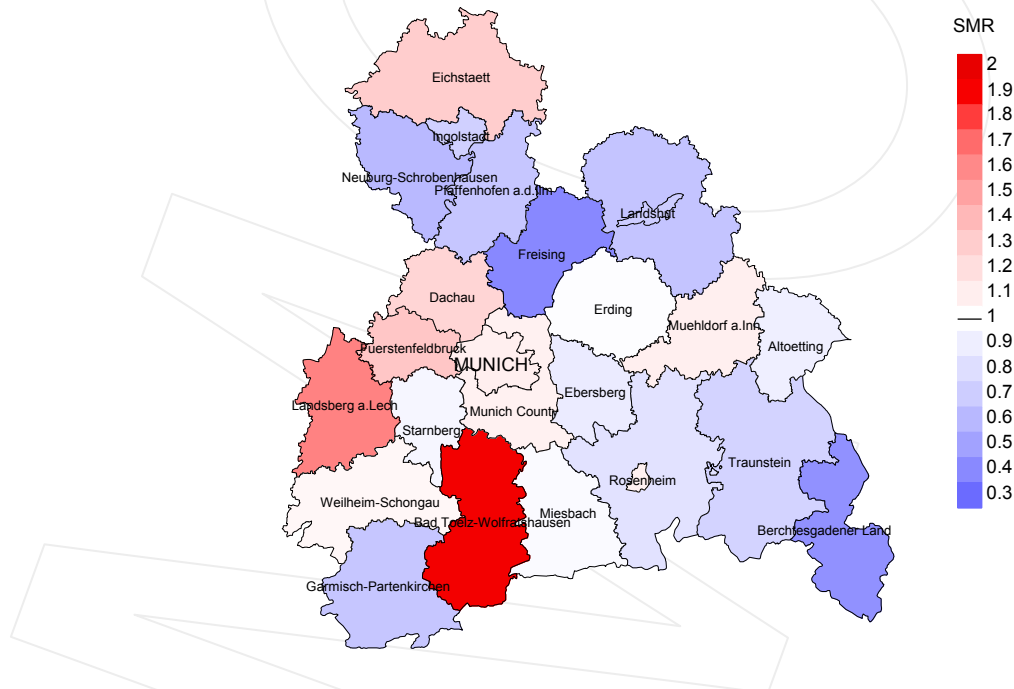 SMR
Eichstaett
2
1.9
1.8
Ingolstadt
1.7
1.6
Neuburg-Schrobenhausen
Pfaffenhofen a.d.Ilm
1.5
Landshut
1.4
1.3
Freising
1.2
Dachau
1.1
Erding
1
Muehldorf a.Inn
Fuerstenfeldbruck
Altoetting
0.9
MUNICH
0.8
Ebersberg
0.7
Landsberg a.Lech
Munich County
0.6
Starnberg
0.5
Traunstein
0.4
Rosenheim
0.3
Weilheim-Schongau
Miesbach
Bad Toelz-Wolfratshausen
Berchtesgadener Land
Garmisch-Partenkirchen